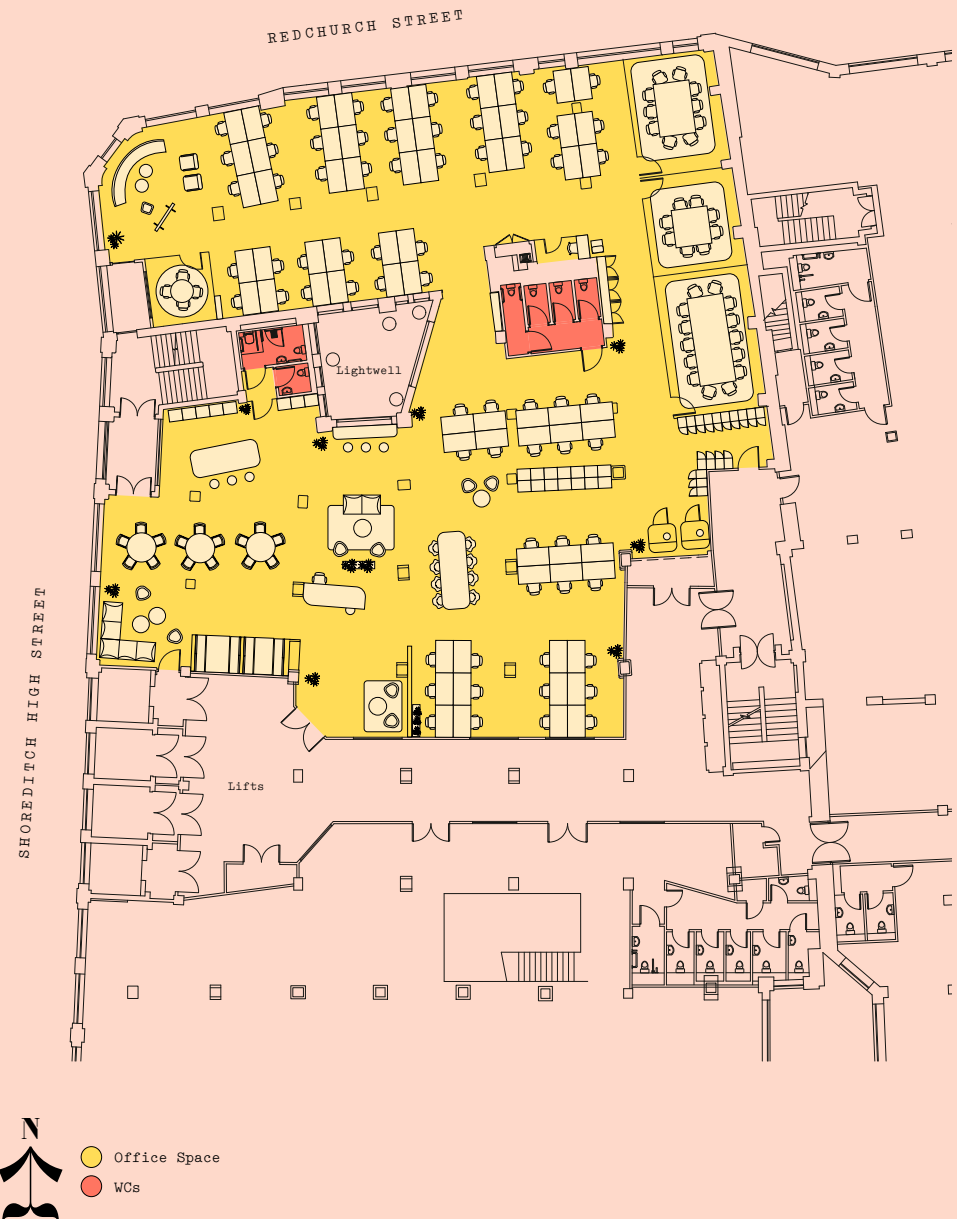 REDCHURCH STREET
Lightwell
SHOREDITCH HIGH STREET
Lifts
N
Office Space
WCs